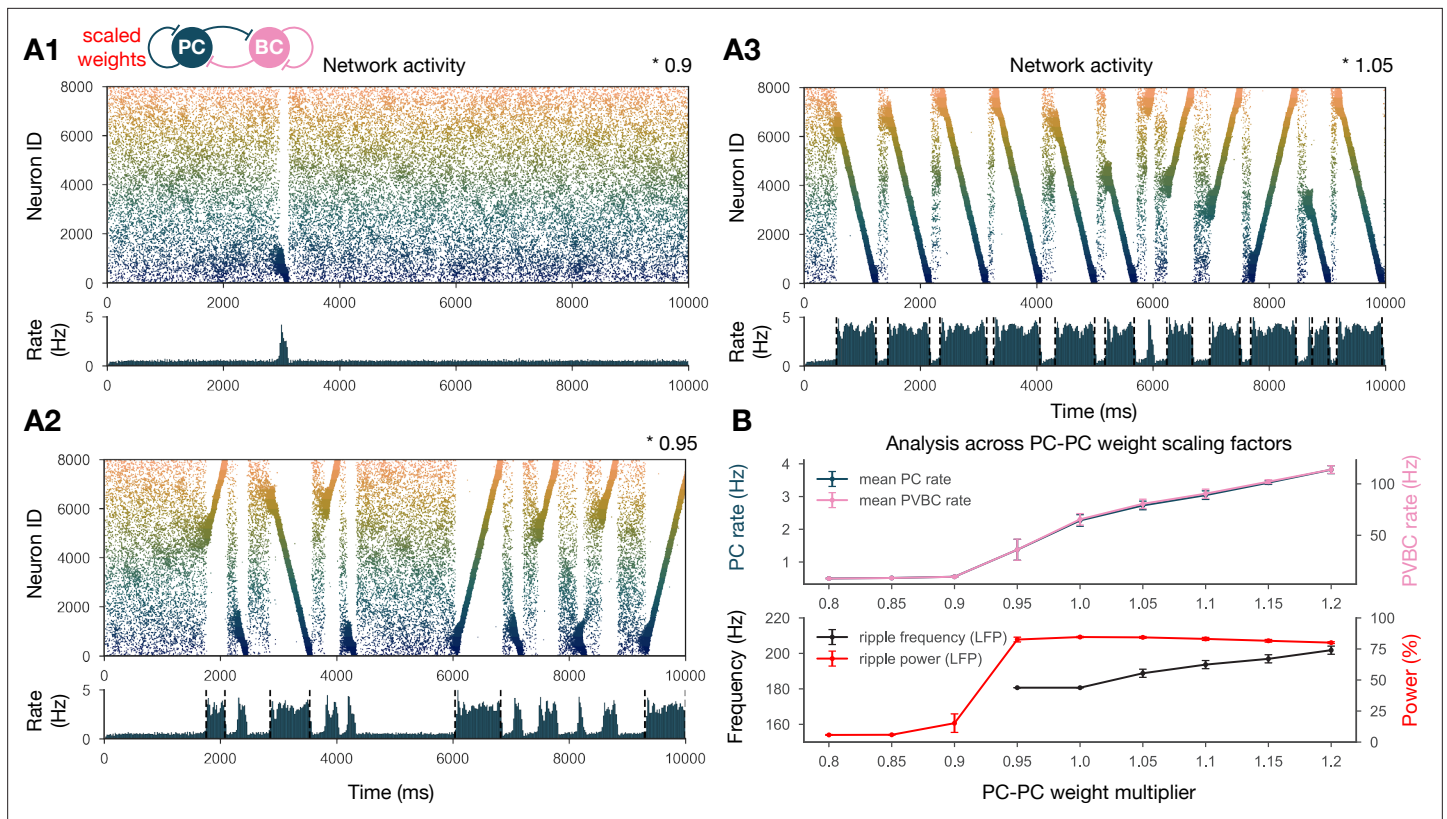 A1
scaled
weights
PC
BC
Network activity
* 0.9
Neuron ID
8000
6000
4000
2000
0
0 2000 4000 6000 8000 10000
Rate
(Hz)
5
0
0 2000 4000 6000 8000 10000
A2
* 0.95
Neuron ID
8000
6000
4000
2000
0
0 2000 4000 6000 8000 10000
Rate
(Hz)
5
0
0 2000 4000 6000 8000 10000
Time (ms)
A3
Network activity
* 1.05
Neuron ID
8000
6000
4000
2000
0
0 2000 4000 6000 8000 10000
Rate
(Hz)
5
0
0 2000 4000 6000 8000 10000
Time (ms)
B
Analysis across PC-PC weight scaling factors
PC rate (Hz)
4
3
2
1
mean PC rate
mean PVBC rate
100
50
PVBC rate (Hz)
0.8 0.85 0.9 0.95 1.0 1.05 1.1 1.15 1.2
Frequency (Hz)
220
200
180
160
ripple frequency (LFP)
ripple power (LFP)
100
75
50
25
0
Power (%)
0.8 0.85 0.9 0.95 1.0 1.05 1.1 1.15 1.2
PC-PC weight multiplier